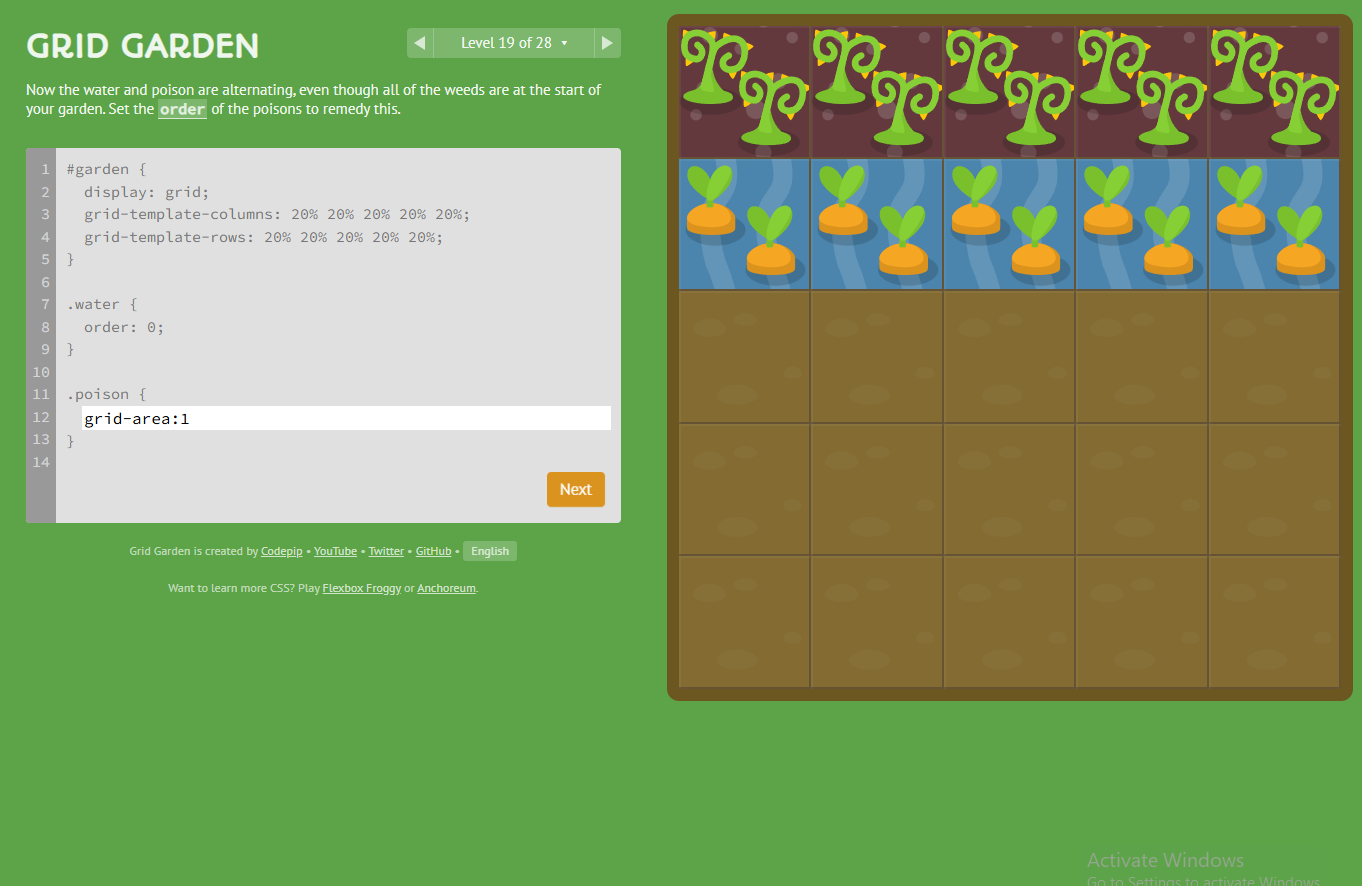 GRID GARDEN
◀ Level 19 of 28 ▾ ▶
Now the water and poison are alternating, even though all of the weeds are at the start of
your garden. Set the order of the poisons to remedy this.
1 #garden {
2 display: grid;
3 grid-template-columns: 20% 20% 20% 20% 20%;
4 grid-template-rows: 20% 20% 20% 20% 20%;
5 }
6
7 .water {
8 order: 0;
9 }
10
11 .poison {
12 grid-area:1
13 }
14
Next
Grid Garden is created by Codepip • YouTube • Twitter • GitHub • English
Want to learn more CSS? Play Flexbox Froggy or Anchoreum.
Activate Windows
Go to Settings to activate Windows.